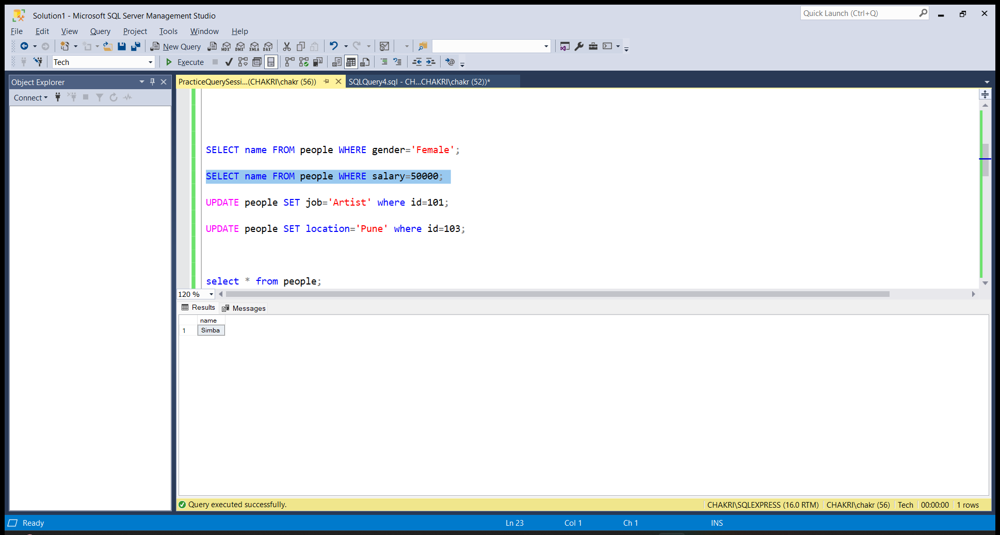 Solution1 - Microsoft SQL Server Management Studio
Quick Launch (Ctrl+Q)
File Edit View Query Project Tools Window Help
New Query MDX DMX XMLA DAX
Tech Execute
Object Explorer
Connect
PracticeQuerySessi...(CHAKRI\chakr (56)) SQLQuery4.sql - CH...CHAKRI\chakr (52))*
SELECT name FROM people WHERE gender='Female';
SELECT name FROM people WHERE salary=50000;
UPDATE people SET job='Artist' where id=101;
UPDATE people SET location='Pune' where id=103;
select * from people;
120 %
Results Messages
name
1 Simba
Query executed successfully. CHAKRI\SQLEXPRESS (16.0 RTM) CHAKRI\chakr (56) Tech 00:00:00 1 rows
Ready Ln 23 Col 1 Ch 1 INS